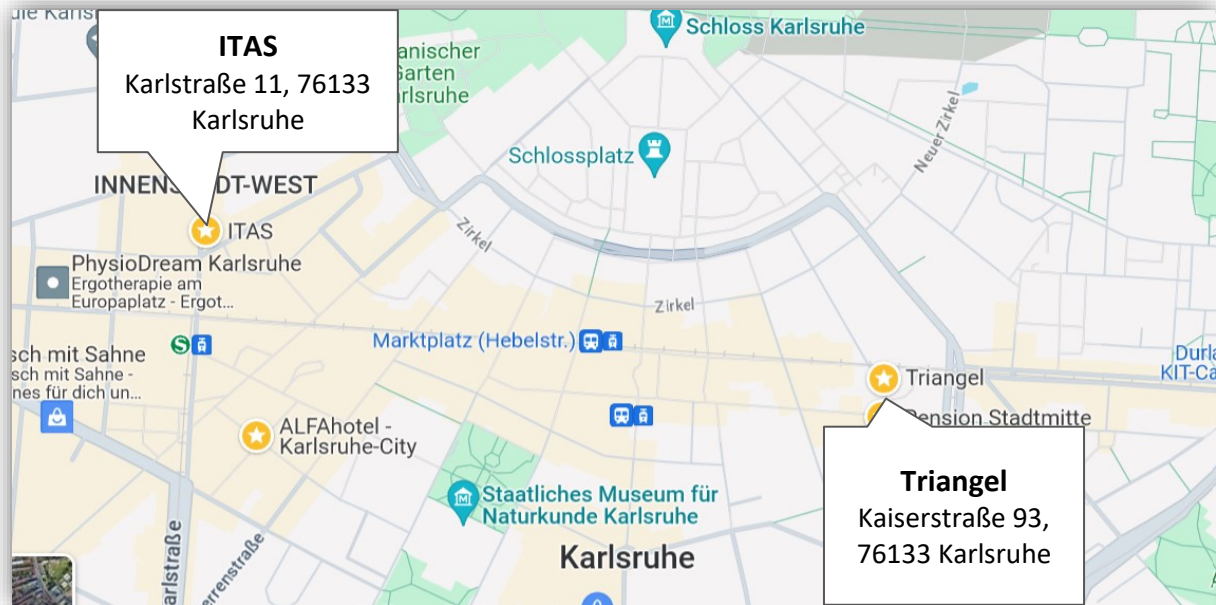 ITAS
Karlstraße 11, 76133
Karlsruhe
anischer
Garten
rlsruhe
Schloss Karlsruhe
Neuer Zirkel
Schlossplatz
INNENS DT-WEST
ITAS
Zirkel
PhysioDream Karlsruhe
Ergotherapie am
Europaplatz - Ergot...
Zirkel
Marktplatz (Hebelstr.)
S
sch mit Sahne
sch mit Sahne -
nes für dich un...
Durla
KIT-Ca
Triangel
Pension Stadtmitte
ALFAhotel -
Karlsruhe-City
Triangel
Kaiserstraße 93,
76133 Karlsruhe
Staatliches Museum für
Naturkunde Karlsruhe
Karlsruhe
arlstraße
errenstraße